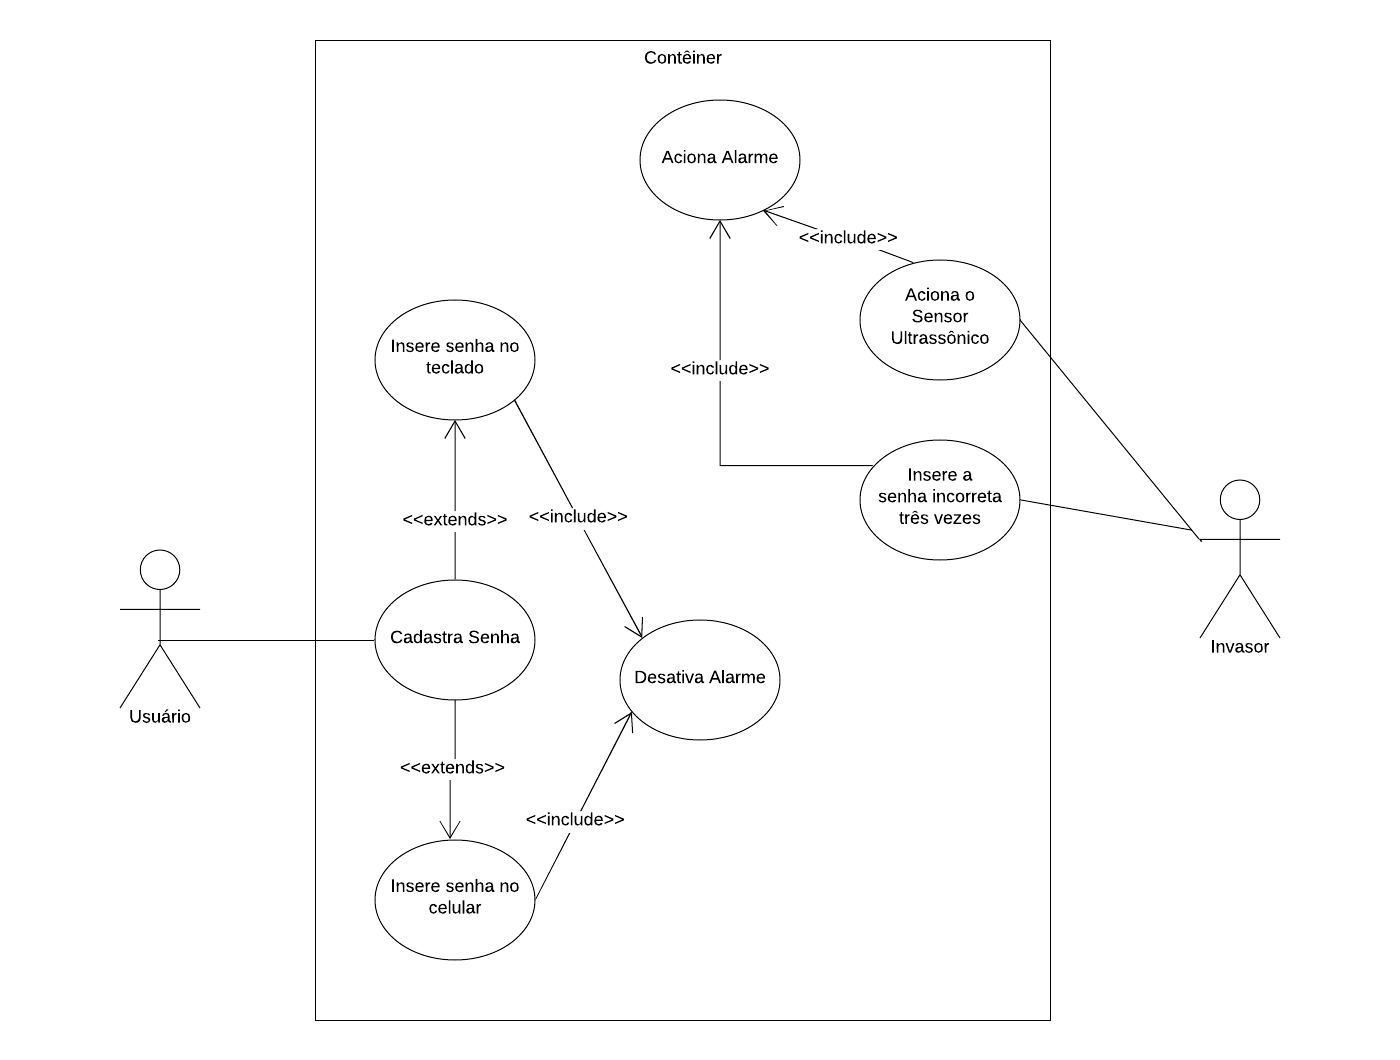 Contêiner
Aciona Alarme
<<include>>
Aciona o
Sensor
Ultrassônico
Insere senha no
teclado
<<include>>
Insere a
senha incorreta
três vezes
<<extends>>
<<include>>
Cadastra Senha
Desativa Alarme
Invasor
Usuário
<<extends>>
<<include>>
Insere senha no
celular